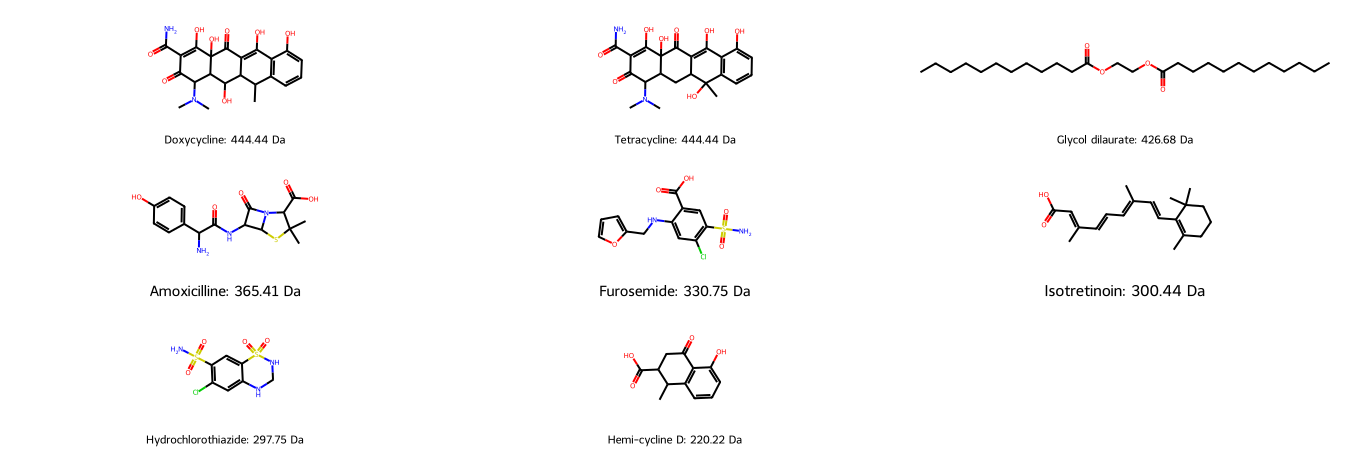 Doxycycline: 444.44 Da
Tetracycline: 444.44 Da
Glycol dilaurate: 426.68 Da
Amoxicilline: 365.41 Da
Furosemide: 330.75 Da
Isotretinoin: 300.44 Da
Hydrochlorothiazide: 297.75 Da
Hemi-cycline D: 220.22 Da